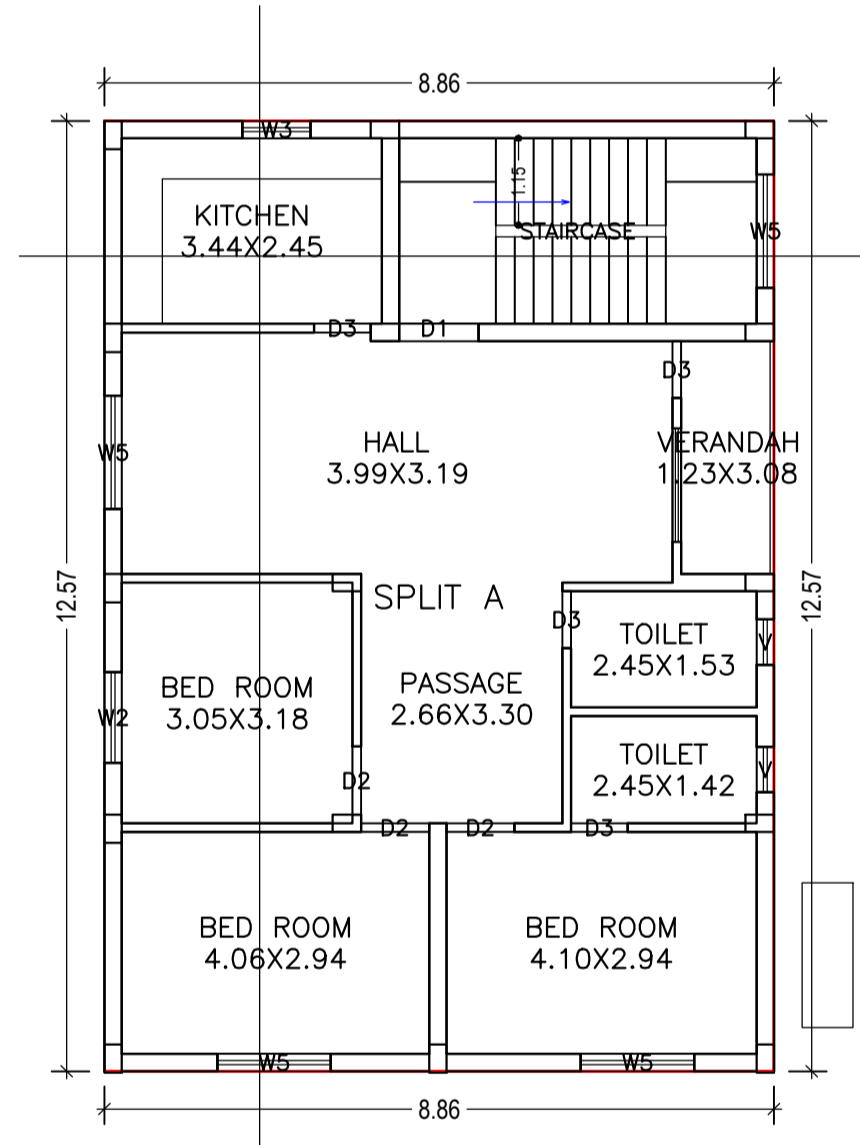 8.86
W3
1.15
KITCHEN
3.44X2.45
STAIRCASE
W5
D3
D1
D3
HALL
3.99X3.19
VERANDAH
1.23X3.08
W5
12.57
12.57
SPLIT A
D3
TOILET
2.45X1.53
V
BED ROOM
3.05X3.18
W2
PASSAGE
2.66X3.30
TOILET
2.45X1.42
V
D2
D2
D2
D3
BED ROOM
4.06X2.94
BED ROOM
4.10X2.94
W5
W5
8.86